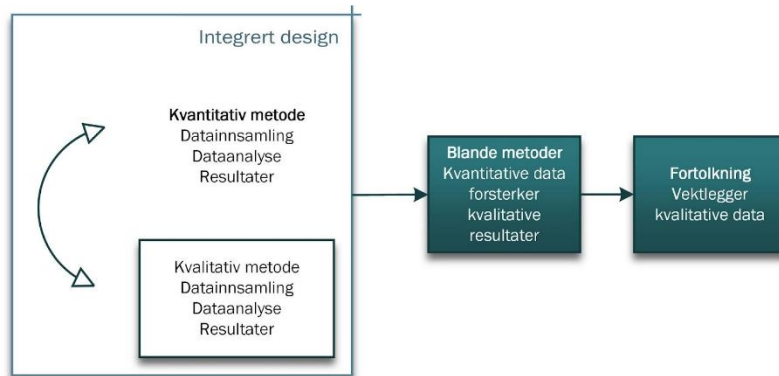 Integrert design
Kvantitativ metode
Datainnsamling
Dataanalyse
Resultater
Kvalitativ metode
Datainnsamling
Dataanalyse
Resultater
Blande metoder
Kvantitative data
forsterker
kvalitative
resultater
Fortolkning
Vektlegger
kvalitative data